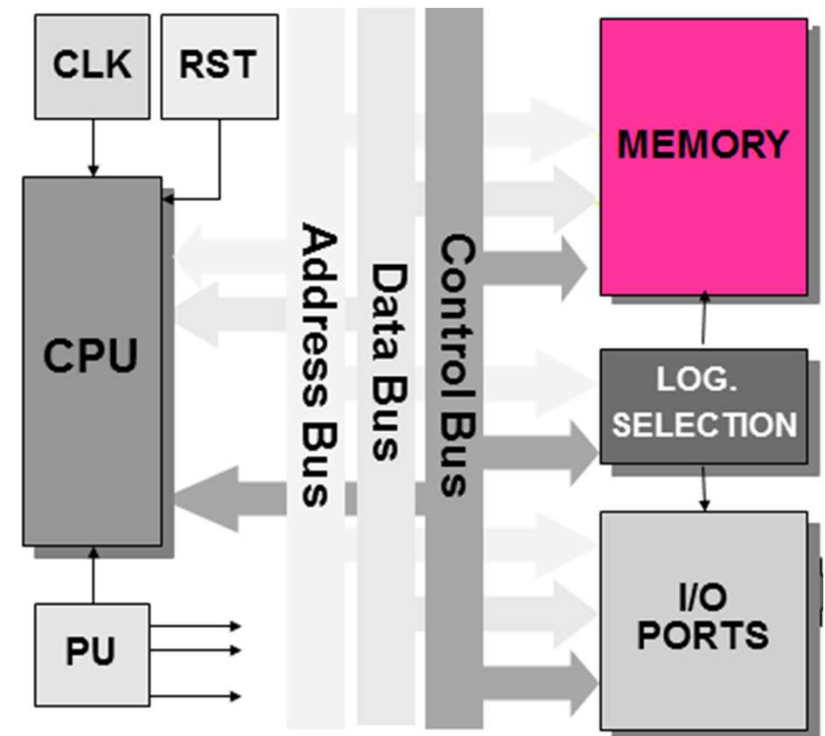 CLK
RST
MEMORY
CPU
Address Bus
Data Bus
Control Bus
LOG.
SELECTION
PU
I/O
PORTS